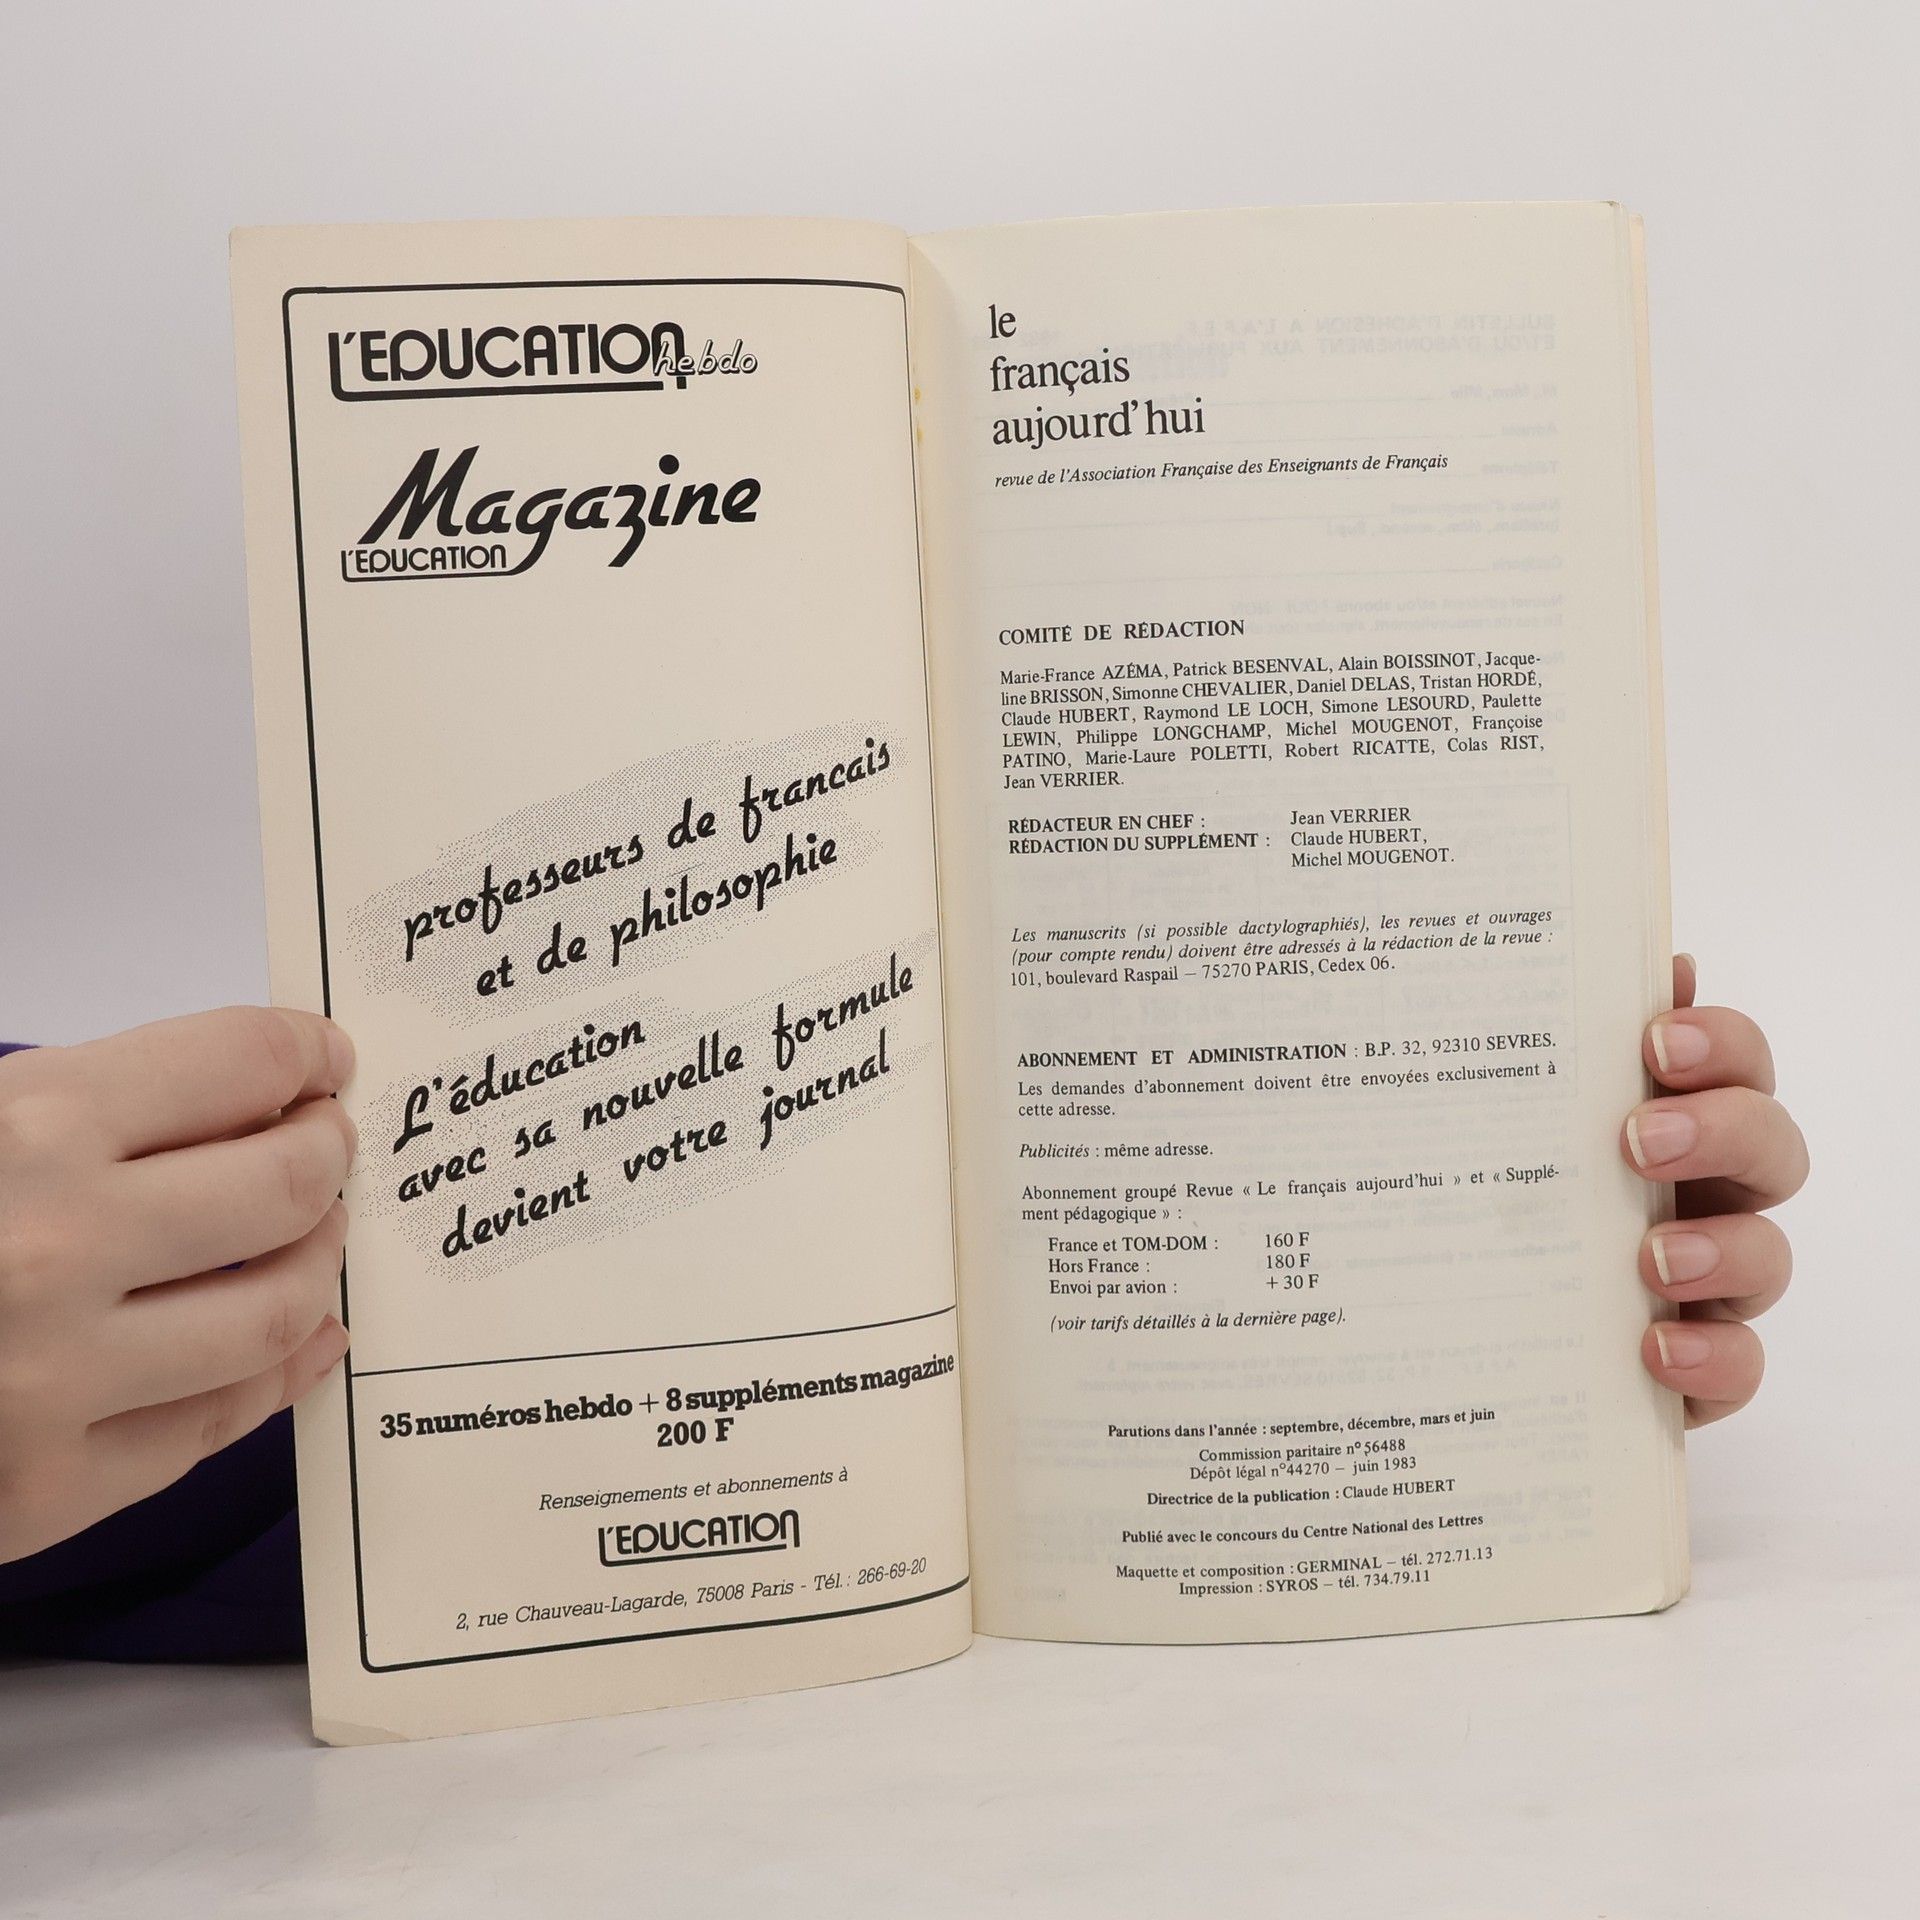 L'EDUCATION hebdo
Magazine
L'EDUCATION
professeurs de francais
et de philosophie
L'éducation
avec sa nouvelle formule
devient votre journal
35 numéros hebdo + 8 suppléments magazine
200 F
Renseignements et abonnements à
L'EDUCATION
2, rue Chauveau-Lagarde, 75008 Paris - Tél.: 266-69-20
le
français
aujourd'hui
revue de l'Association Française des Enseignants de Français
COMITÉ DE RÉDACTION
Marie-France AZÉMA, Patrick BESENVAL, Alain BOISSINOT, Jacque-
line BRISSON, Simonne CHEVALIER, Daniel DELAS, Tristan HORDÉ,
Claude HUBERT, Raymond LE LOCH, Simone LESOURD, Paulette
LEWIN, Philippe LONGCHAMP, Michel MOUGENOT, Françoise
PATINO, Marie-Laure POLETTI, Robert RICATTE, Colas RIST,
Jean VERRIER.
RÉDACTEUR EN CHEF : Jean VERRIER
RÉDACTION DU SUPPLÉMENT : Claude HUBERT,
Michel MOUGENOT.
Les manuscrits (si possible dactylographiés), les revues et ouvrages
(pour compte rendu) doivent être adressés à la rédaction de la revue :
101, boulevard Raspail – 75270 PARIS, Cedex 06.
ABONNEMENT ET ADMINISTRATION : B.P. 32, 92310 SEVRES.
Les demandes d'abonnement doivent être envoyées exclusivement à
cette adresse.
Publicités : même adresse.
Abonnement groupé Revue « Le français aujourd'hui » et « Supplé-
ment pédagogique » :
France et TOM-DOM : 160 F
Hors France : 180 F
Envoi par avion : + 30 F
(voir tarifs détaillés à la dernière page).
Parutions dans l'année : septembre, décembre, mars et juin
Commission paritaire n° 56488
Dépôt légal n°44270 – juin 1983
Directrice de la publication : Claude HUBERT
Publié avec le concours du Centre National des Lettres
Maquette et composition : GERMINAL – tél. 272.71.13
Impression : SYROS – tél. 734.79.11